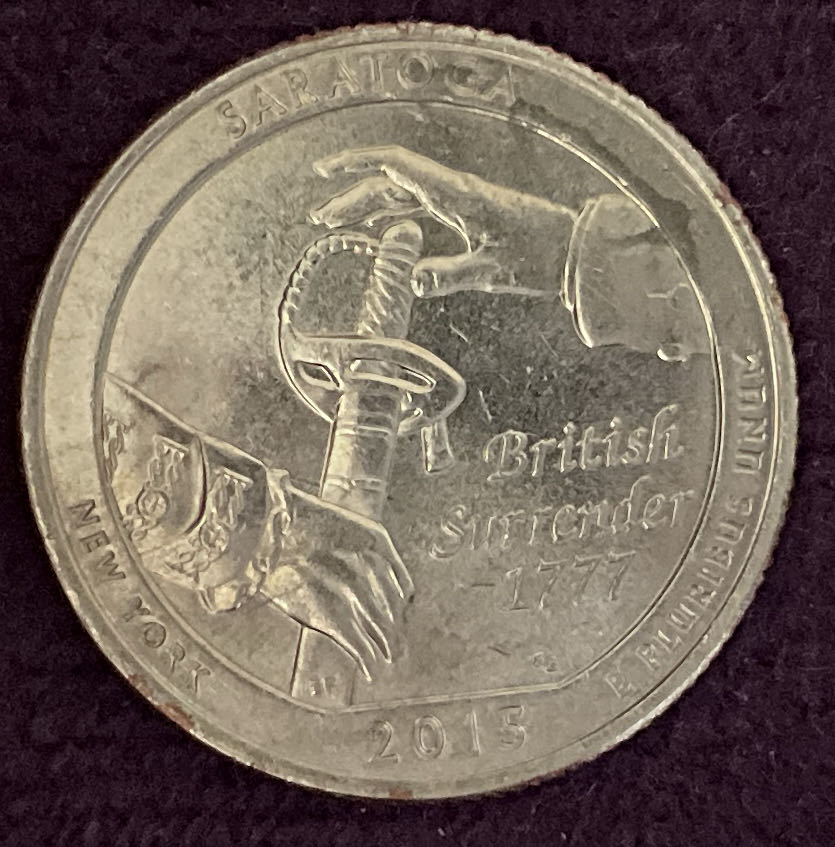 SARATOGA
British
Surrender
-1777
NEW YORK
2015
E PLURIBUS UNUM